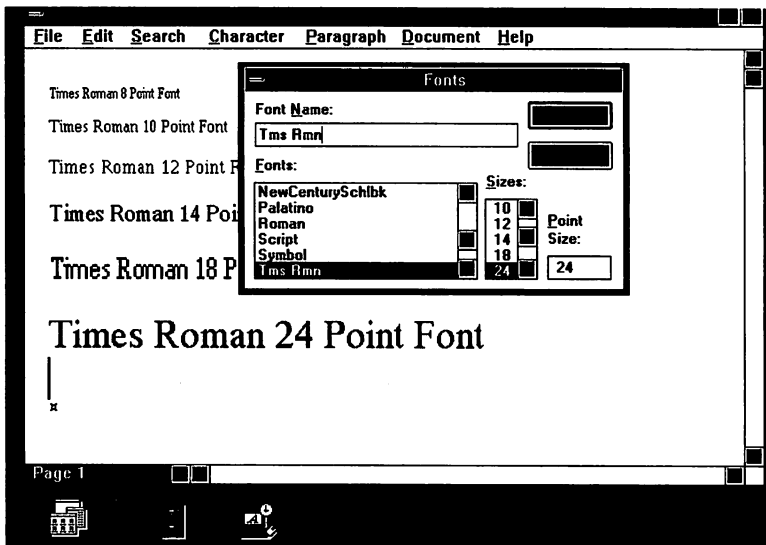 File Edit Search Character Paragraph Document Help
Fonts
Times Roman 8 Point Font
Font Name:
Times Roman 10 Point Font
Tms Rmn
Times Roman 12 Point F
Fonts:
Sizes:
NewCenturySchlbk
Palatino
Roman
Script
Symbol
Tms Rmn
10
12
14
18
24
Point
Size:
24
Times Roman 14 Poi
Times Roman 18 P
Times Roman 24 Point Font
Page 1